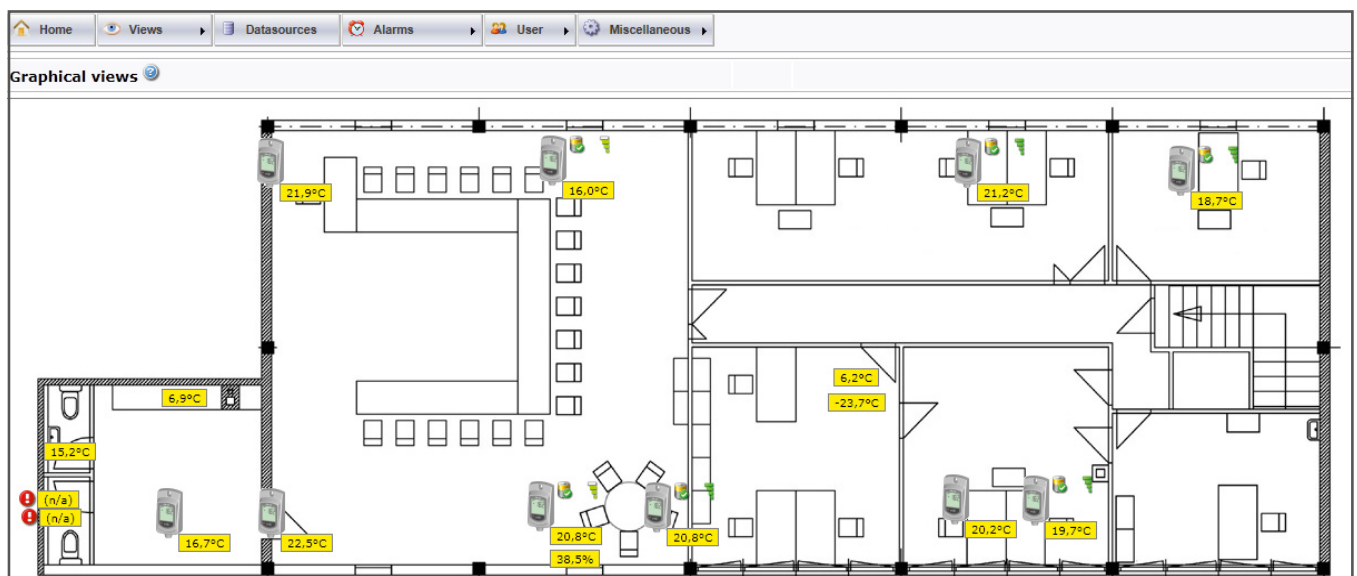 Home Views Datasources Alarms User Miscellaneous
Graphical views
21,9°C
16,0°C
21,2°C
18,7°C
6,2°C
-23,7°C
6,9°C
15,2°C
(n/a)
(n/a)
16,7°C
22,5°C
20,8°C
38,5%
20,8°C
20,2°C
19,7°C